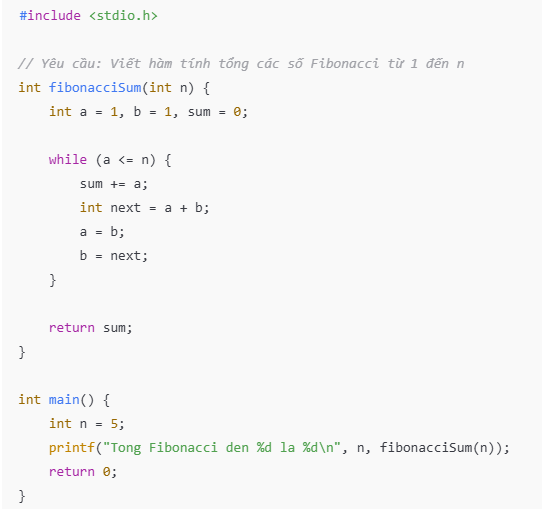 #include <stdio.h>

// Yêu cầu: Viết hàm tính tổng các số Fibonacci từ 1 đến n
int fibonacciSum(int n) {
    int a = 1, b = 1, sum = 0;

    while (a <= n) {
        sum += a;
        int next = a + b;
        a = b;
        b = next;
    }

    return sum;
}

int main() {
    int n = 5;
    printf("Tong Fibonacci den %d la %d\n", n, fibonacciSum(n));
    return 0;
}